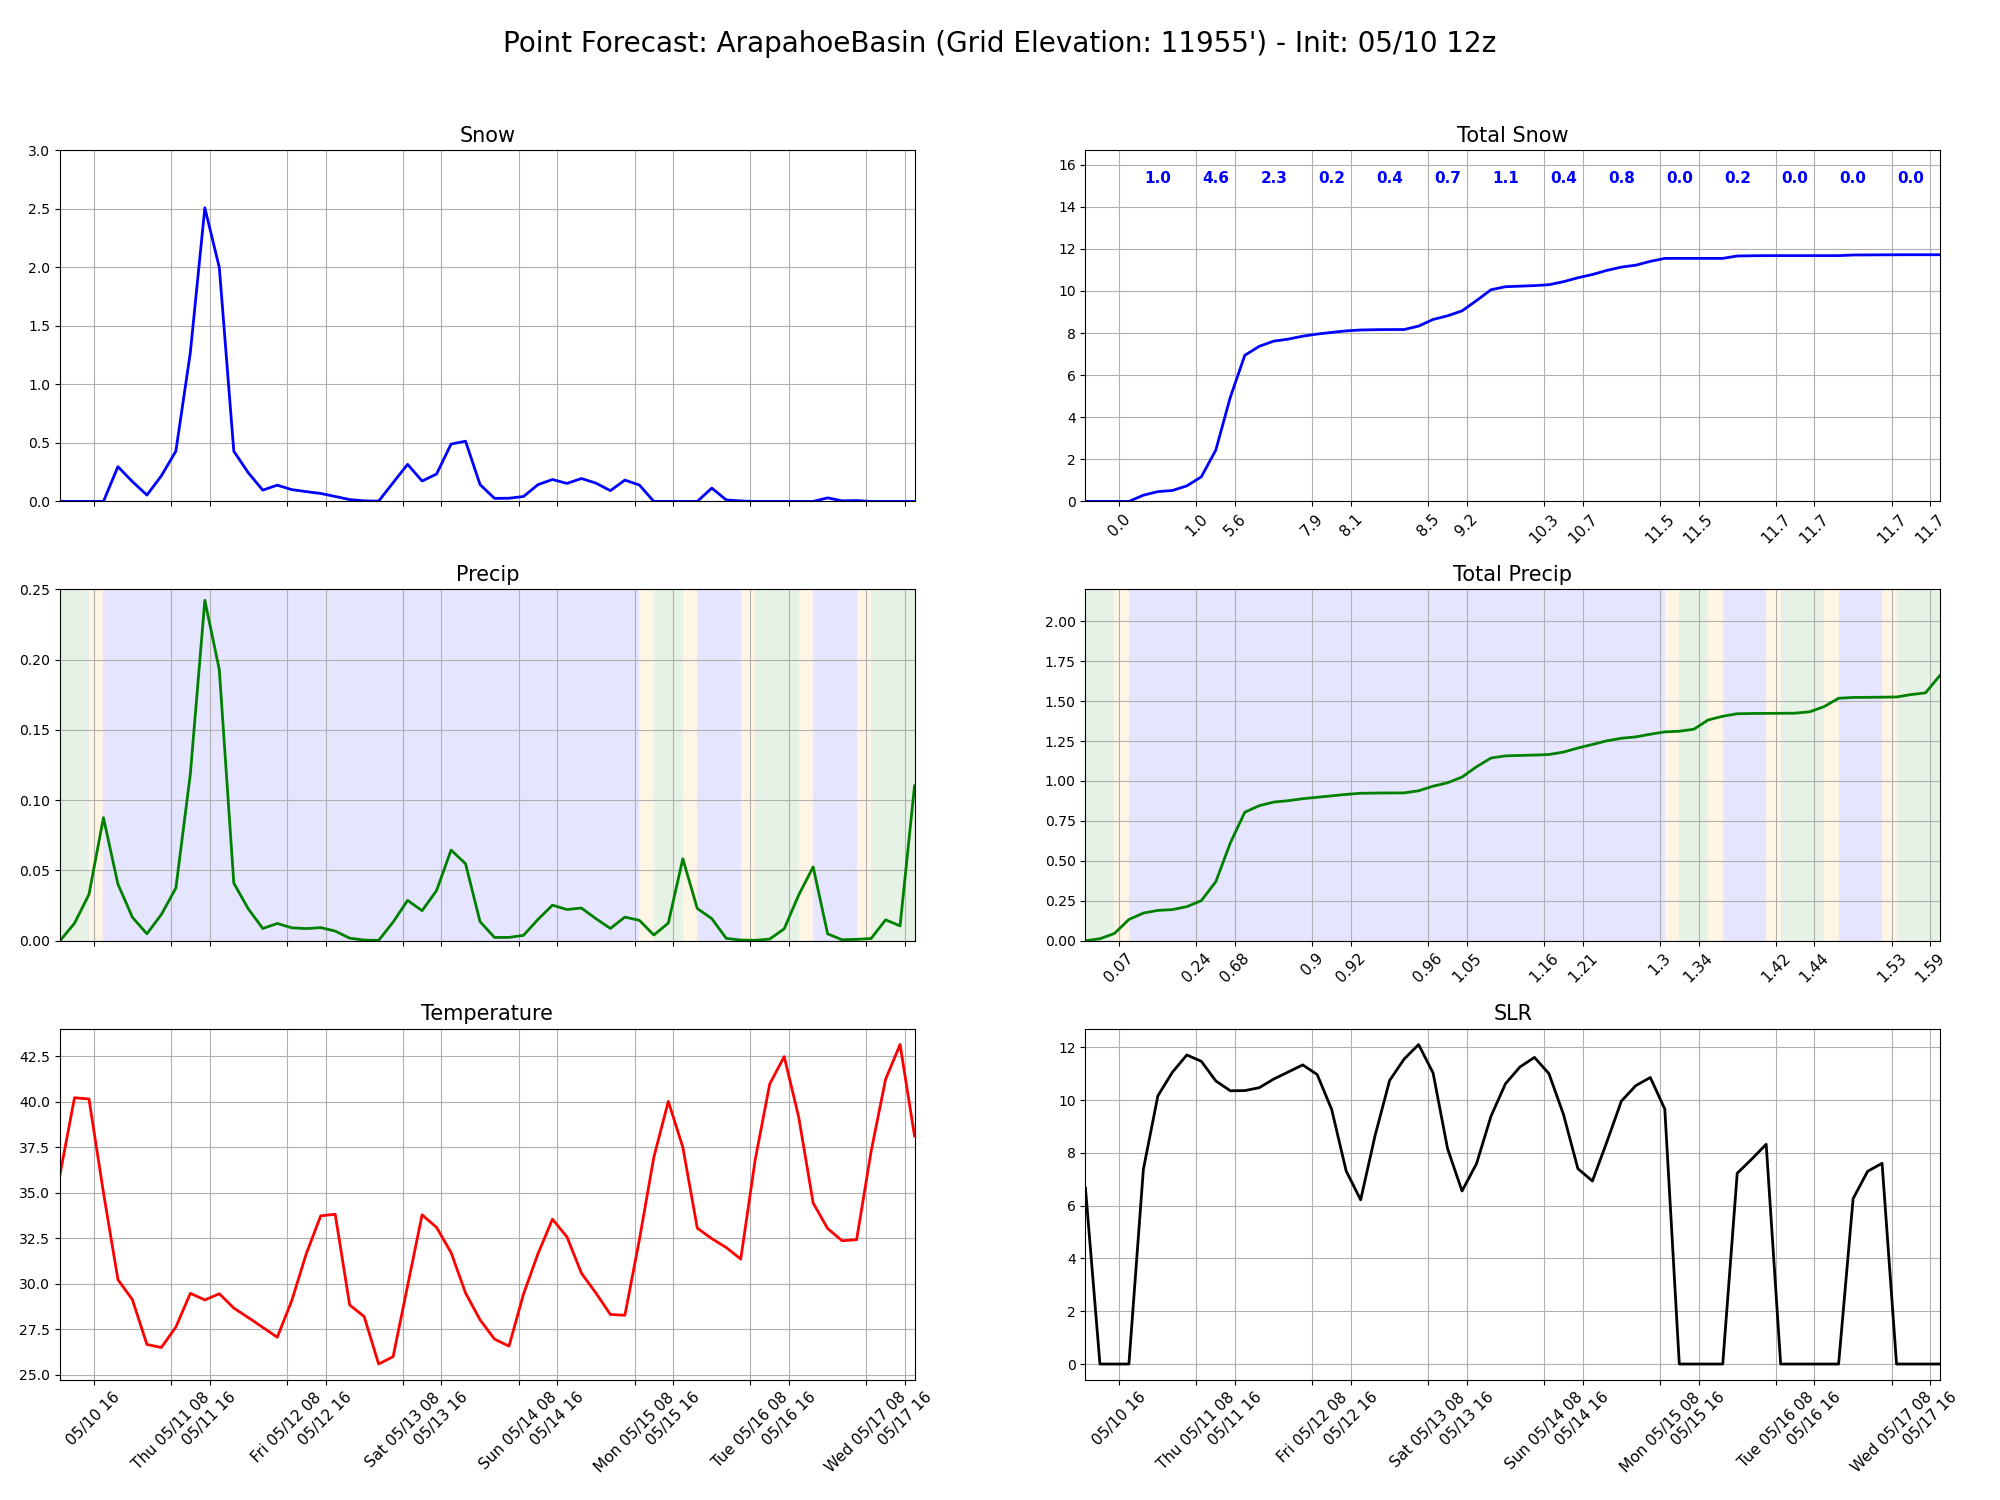 Point Forecast: ArapahoeBasin (Grid Elevation: 11955') - Init: 05/10 12z
Snow
3.0
2.5
2.0
1.5
1.0
0.5
0.0
Total Snow
16
14
12
10
8
6
4
2
0
1.0 4.6 2.3 0.2 0.4 0.7 1.1 0.4 0.8 0.0 0.2 0.0 0.0 0.0
0.0 1.0 5.6 7.9 8.1 8.5 9.2 10.3 10.7 11.5 11.5 11.7 11.7 11.7 11.7
Precip
0.25
0.20
0.15
0.10
0.05
0.00
Total Precip
2.00
1.75
1.50
1.25
1.00
0.75
0.50
0.25
0.00
0.07 0.24 0.68 0.9 0.92 0.96 1.05 1.16 1.21 1.3 1.34 1.42 1.44 1.53 1.59
Temperature
42.5
40.0
37.5
35.0
32.5
30.0
27.5
25.0
05/10 16
Thu 05/11 08
05/11 16
Fri 05/12 08
05/12 16
Sat 05/13 08
05/13 16
Sun 05/14 08
05/14 16
Mon 05/15 08
05/15 16
Tue 05/16 08
05/16 16
Wed 05/17 08
05/17 16
SLR
12
10
8
6
4
2
0
05/10 16
Thu 05/11 08
05/11 16
Fri 05/12 08
05/12 16
Sat 05/13 08
05/13 16
Sun 05/14 08
05/14 16
Mon 05/15 08
05/15 16
Tue 05/16 08
05/16 16
Wed 05/17 08
05/17 16